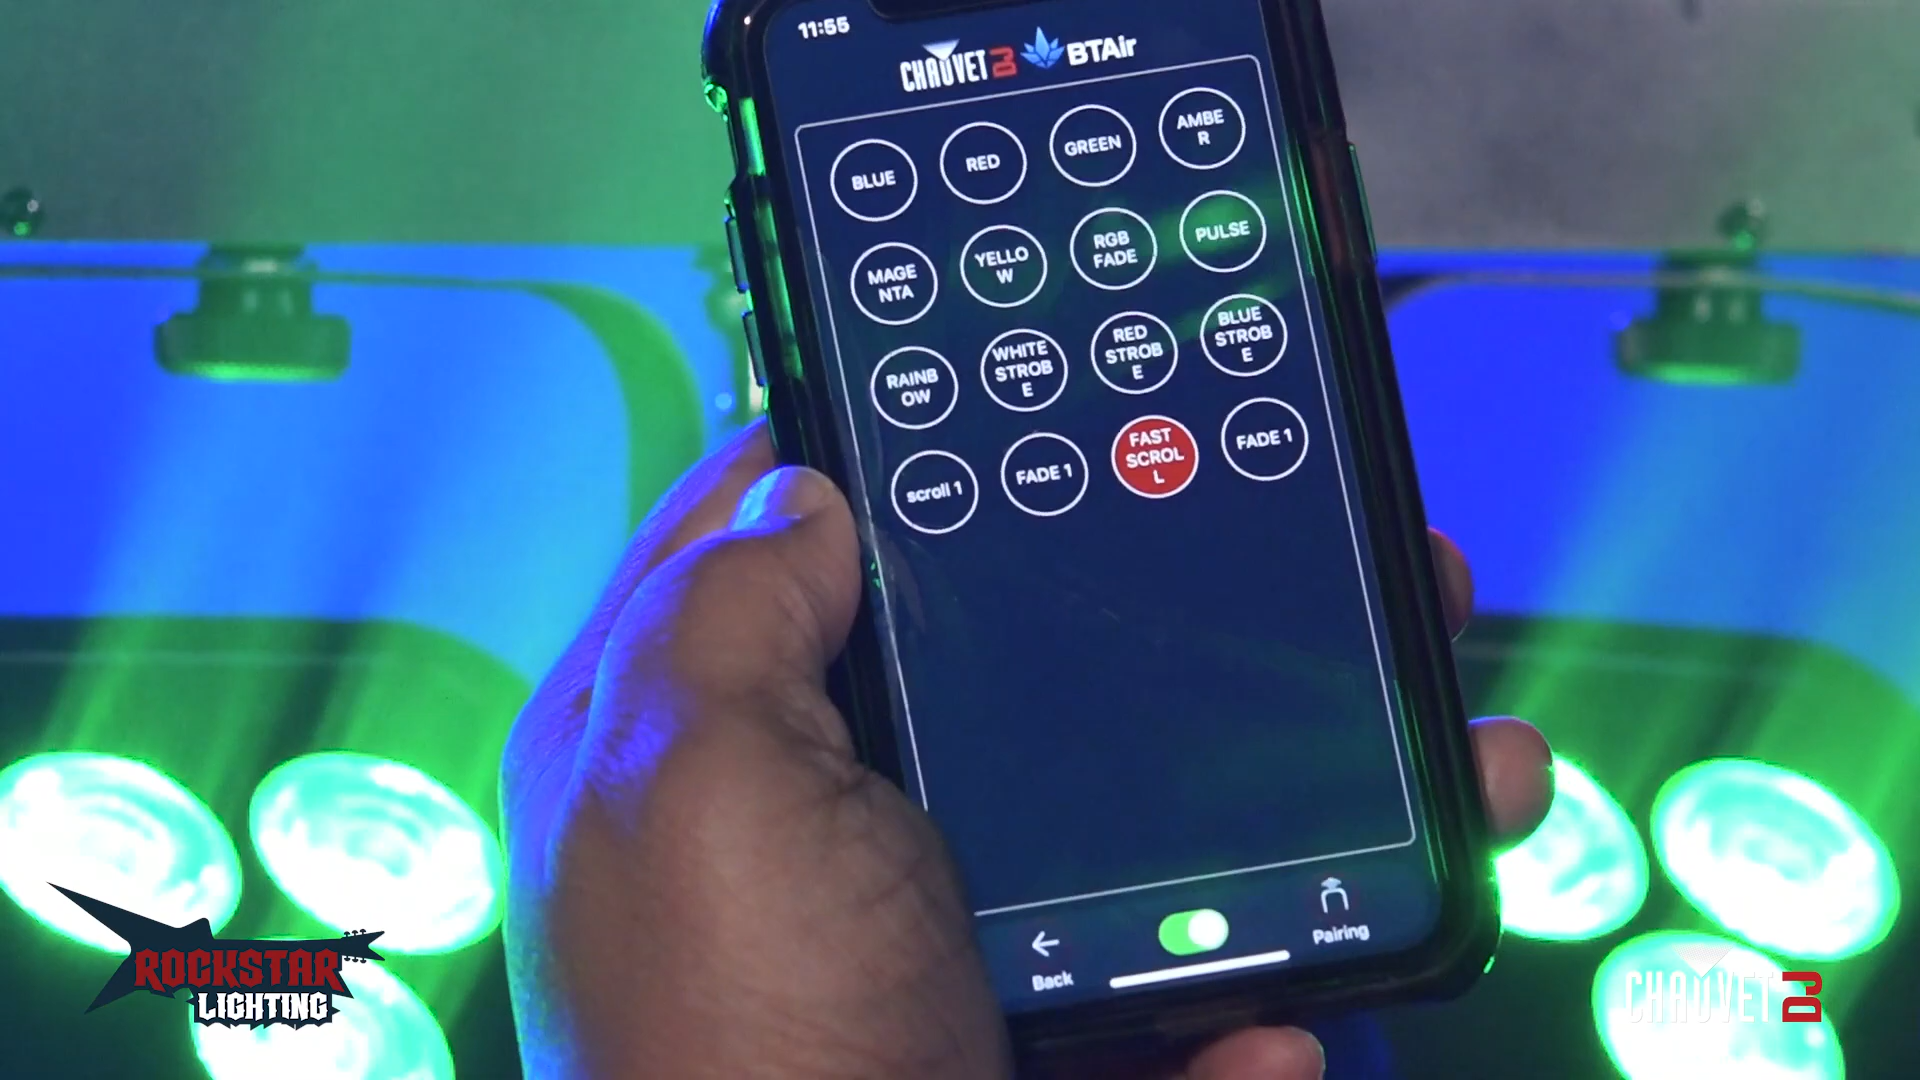 11:55
CHAUVET DJ BTAir
BLUE
RED
GREEN
AMBE
R
MAGE
NTA
YELLO
W
RGB
FADE
PULSE
RAINB
OW
WHITE
STROB
E
RED
STROB
E
BLUE
STROB
E
scroll 1
FADE 1
FAST
SCROL
L
FADE 1
Back
Pairing
ROCKSTAR
LIGHTING
CHAUVET DJ